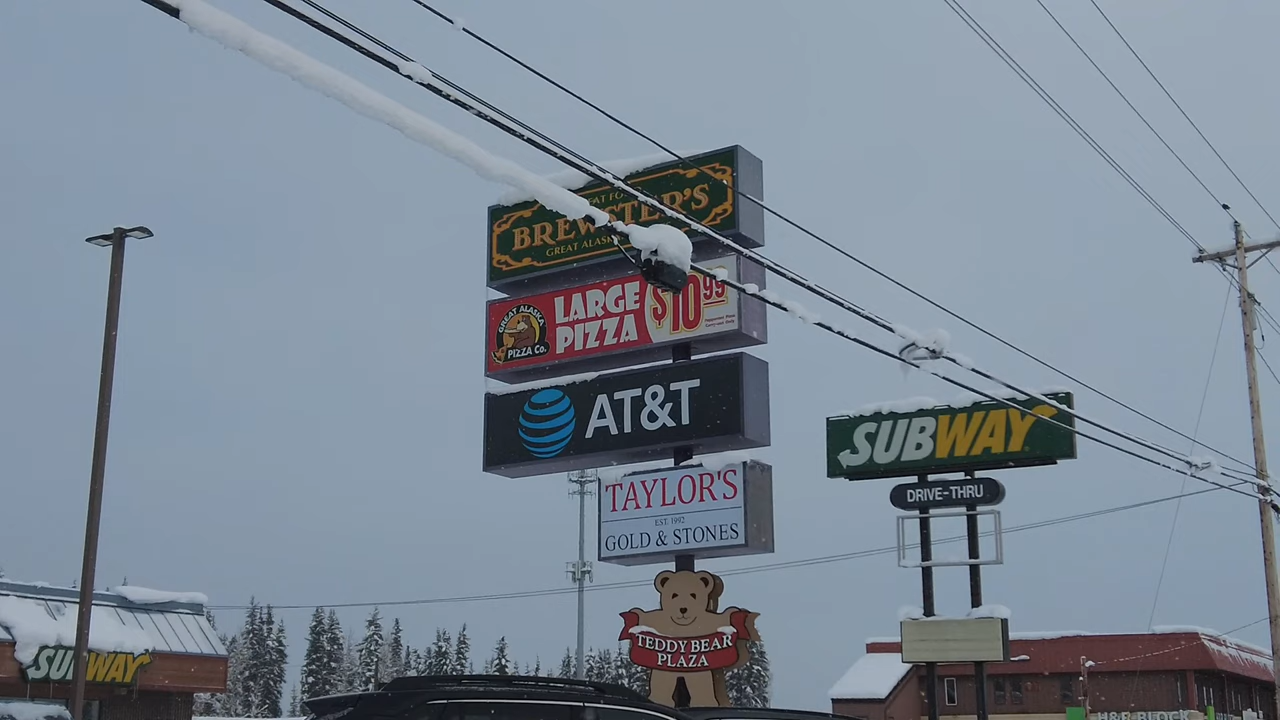 BREWSTER'S
GREAT
LARGE
PIZZA
$10 99
GREAT ALASKA
PIZZA Co.
AT&T
TAYLOR'S
EST. 1992
GOLD & STONES
TEDDY BEAR
PLAZA
SUBWAY
DRIVE-THRU
SUBWAY
H&R BLOCK